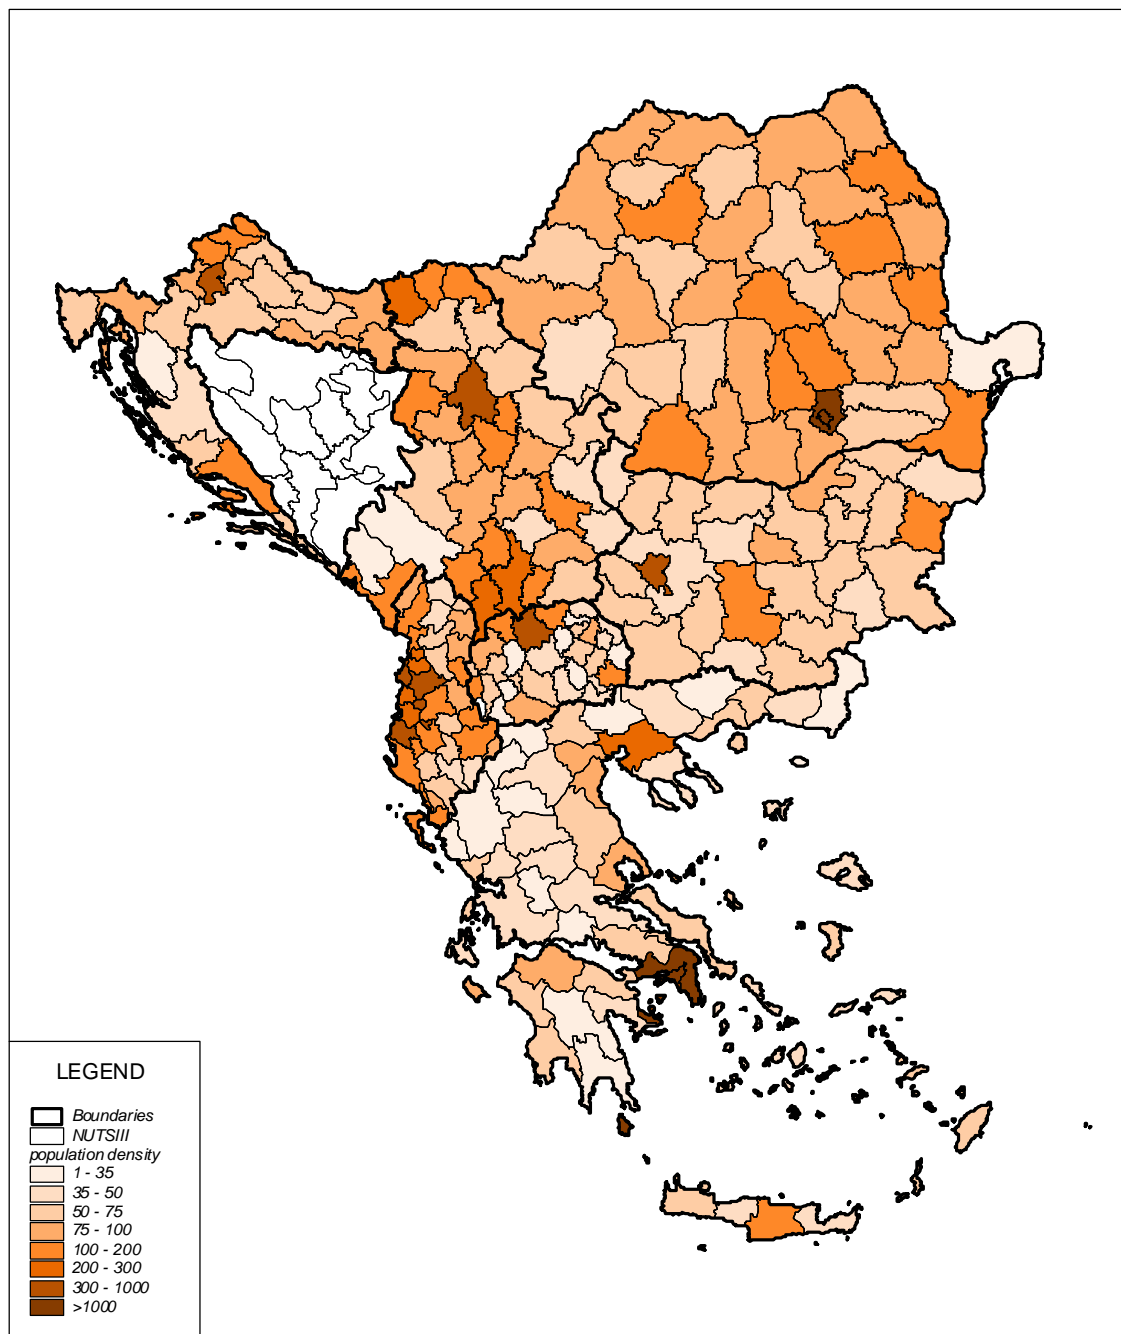 LEGEND
Boundaries
NUTSIII
population density
1 - 35
35 - 50
50 - 75
75 - 100
100 - 200
200 - 300
300 - 1000
>1000